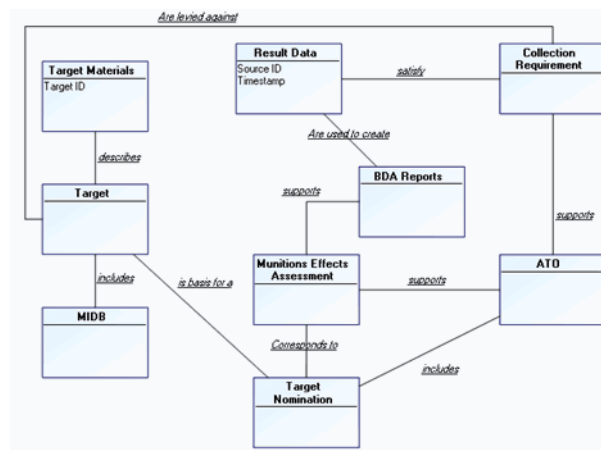 Are levied against
Target Materials
Target ID
Result Data
Source ID
Timestamp
Collection
Requirement
satisfy
Are used to create
describes
BDA Reports
Target
supports
supports
Munitions Effects
Assessment
ATO
includes
is basis for a
supports
MIDB
Corresponds to
includes
Target
Nomination